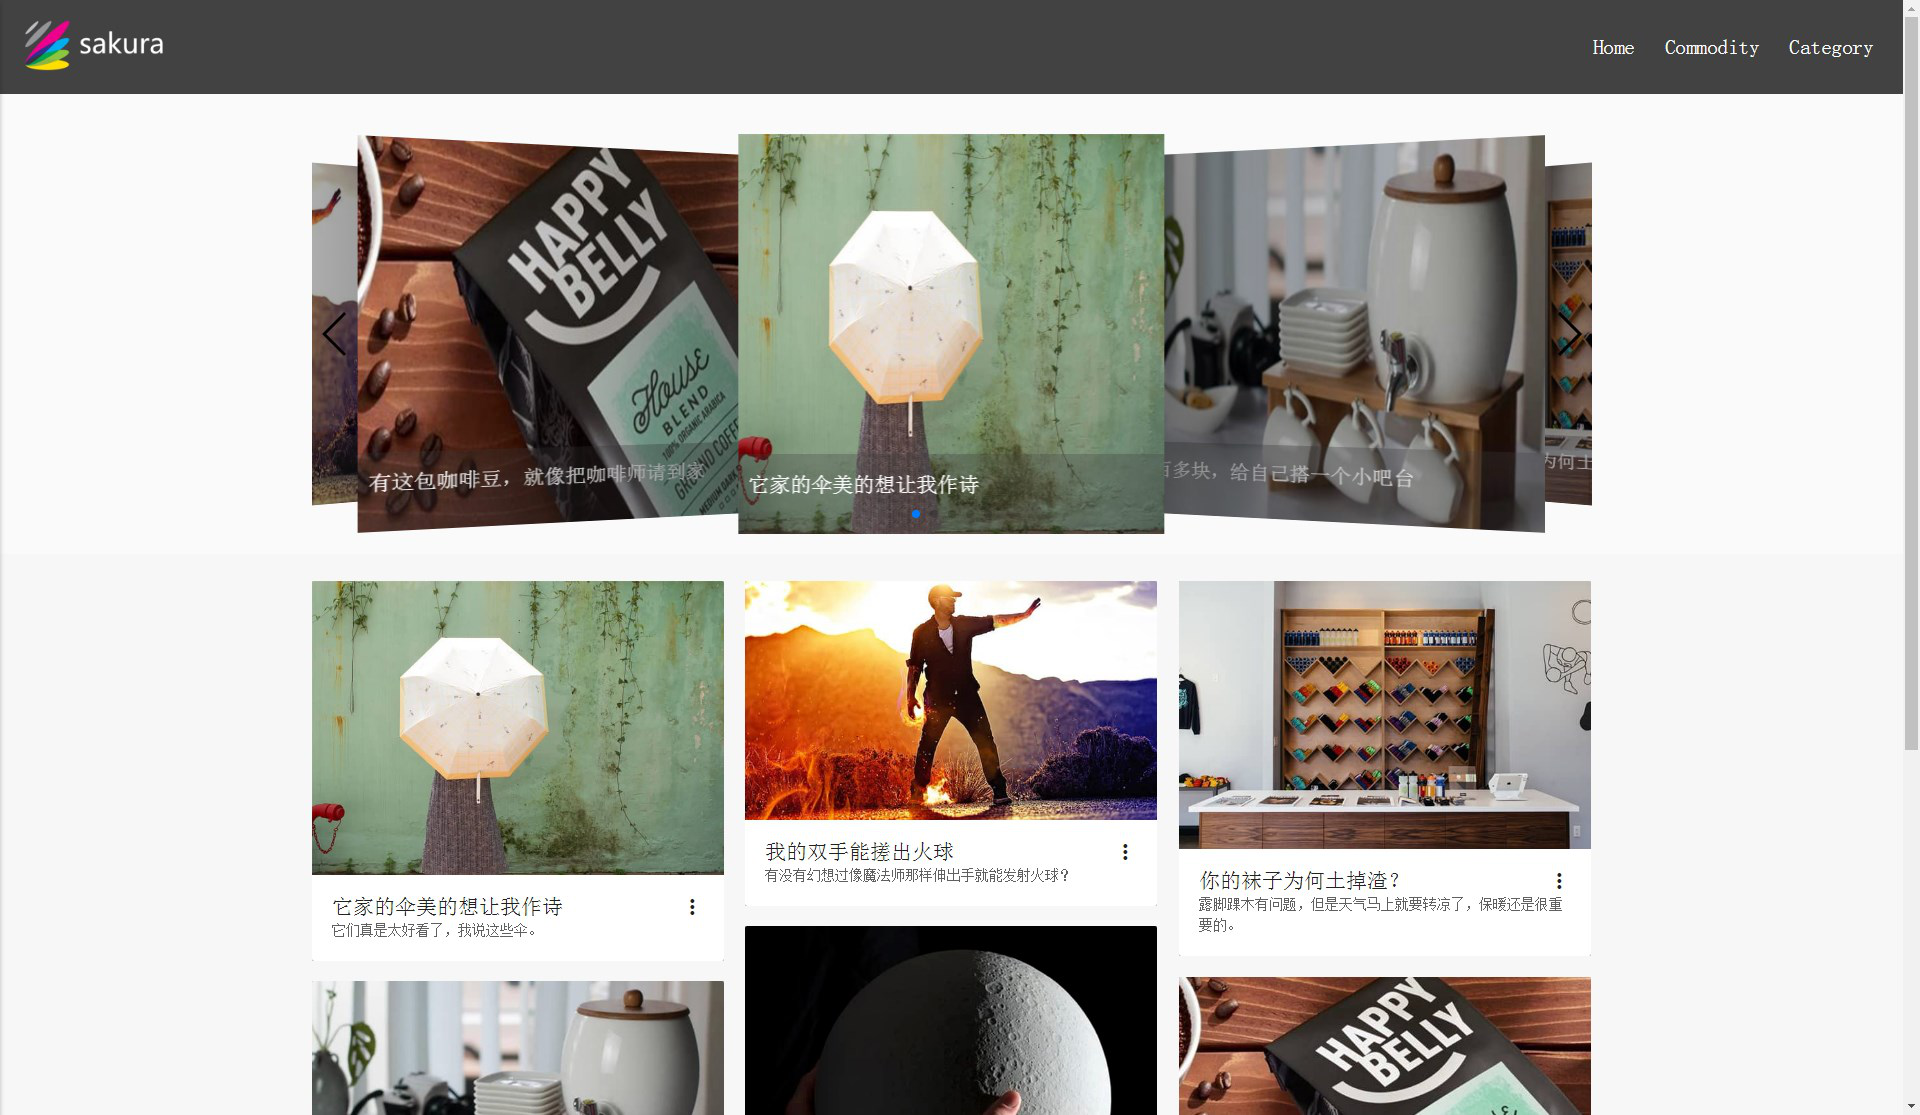 sakura
Home
Commodity
Category
HAPPY
BELLY
House
BLEND
100% ORGANIC ARABICA
GROUND COFFEE
有这包咖啡豆，就像把咖啡师请到家
它家的伞美的想让我作诗
百多块，给自己搭一个小吧台
为何土
它家的伞美的想让我作诗
它们真是太好看了，我说这些伞。
我的双手能搓出火球
有没有幻想过像魔法师那样伸出手就能发射火球？
你的袜子为何土掉渣？
露脚踝木有问题，但是天气马上就要转凉了，保暖还是很重
要的。
HAPPY
BELLY